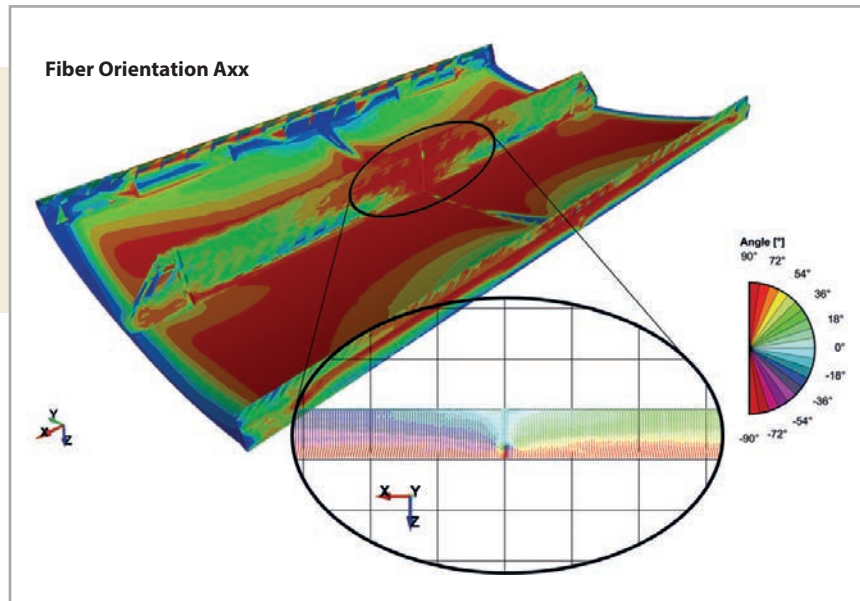 Fiber Orientation Axx
Angle [°]
90°
72°
54°
36°
18°
0°
-18°
-36°
-54°
-72°
-90°
Y
X
Z
X
Y
Z